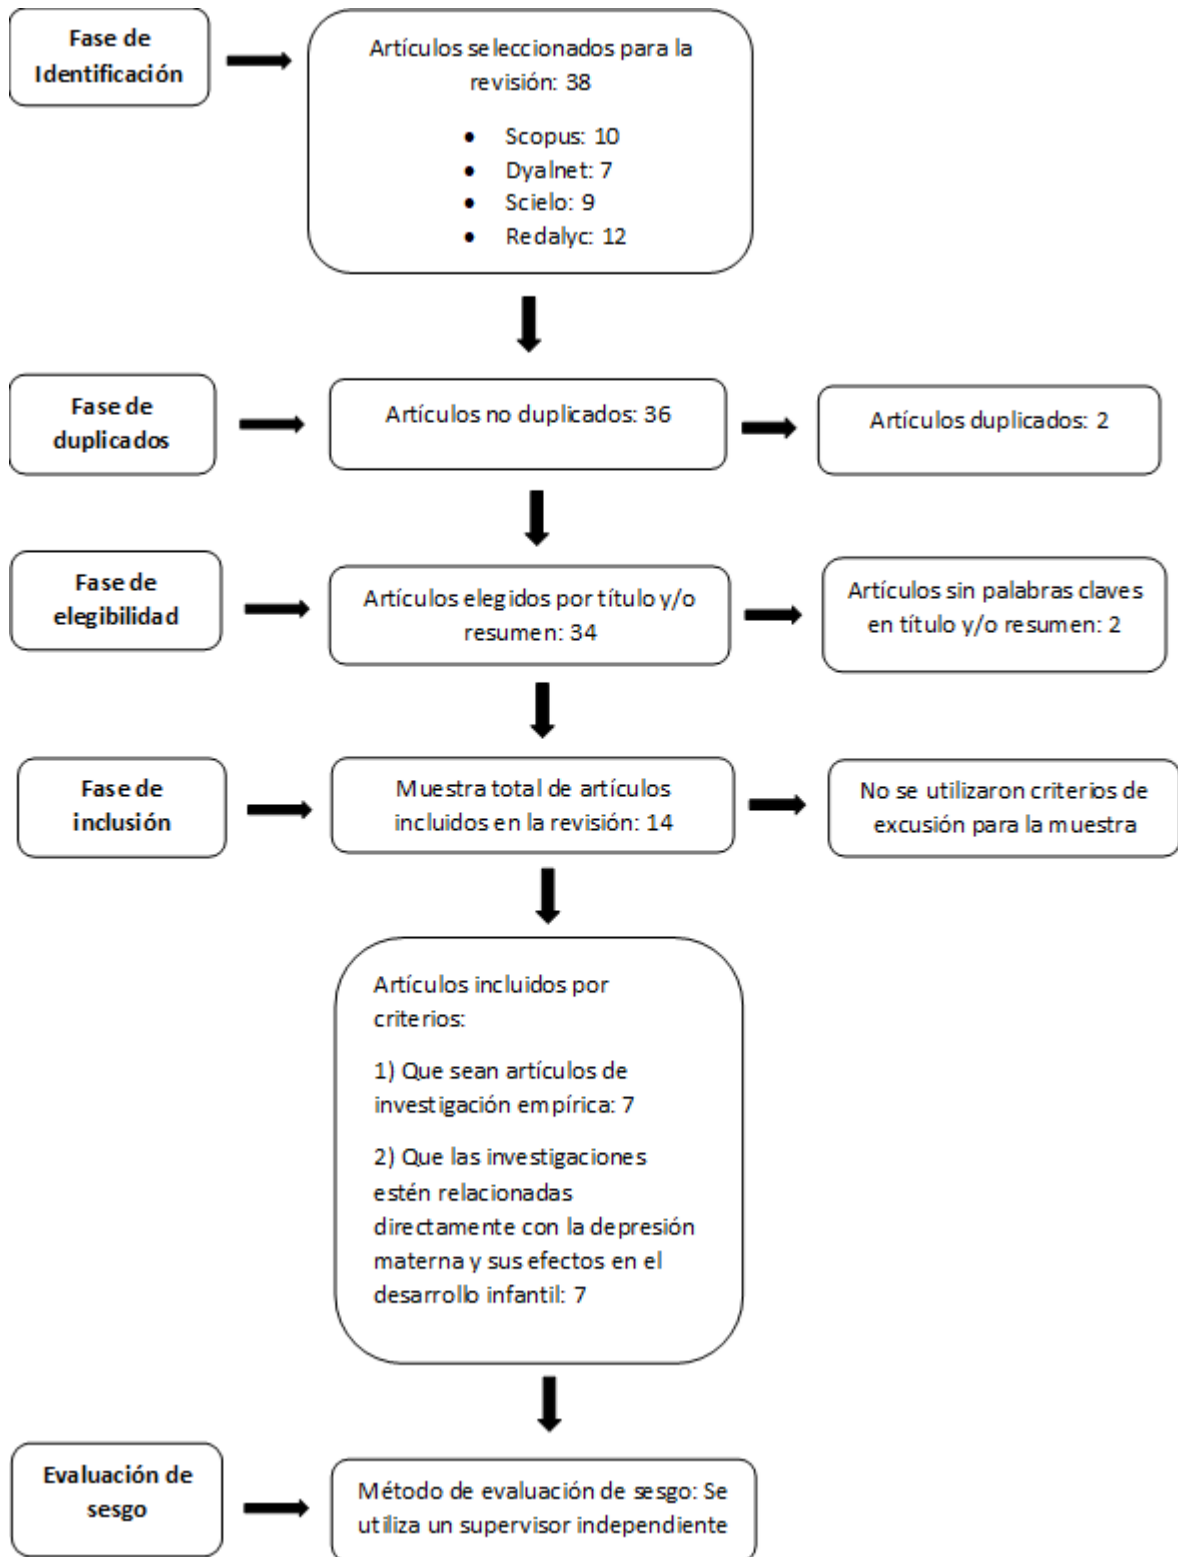 Fase de
Identificación
Artículos seleccionados para la
revisión: 38
• Scopus: 10
• Dyalnet: 7
• Scielo: 9
• Redalyc: 12
Fase de
duplicados
Artículos no duplicados: 36
Artículos duplicados: 2
Fase de
elegibilidad
Artículos elegidos por título y/o
resumen: 34
Artículos sin palabras claves
en título y/o resumen: 2
Fase de
inclusión
Muestra total de artículos
incluidos en la revisión: 14
No se utilizaron criterios de
excusión para la muestra
Artículos incluidos por
criterios:
1) Que sean artículos de
investigación empírica: 7
2) Que las investigaciones
estén relacionadas
directamente con la depresión
materna y sus efectos en el
desarrollo infantil: 7
Evaluación de
sesgo
Método de evaluación de sesgo: Se
utiliza un supervisor independiente